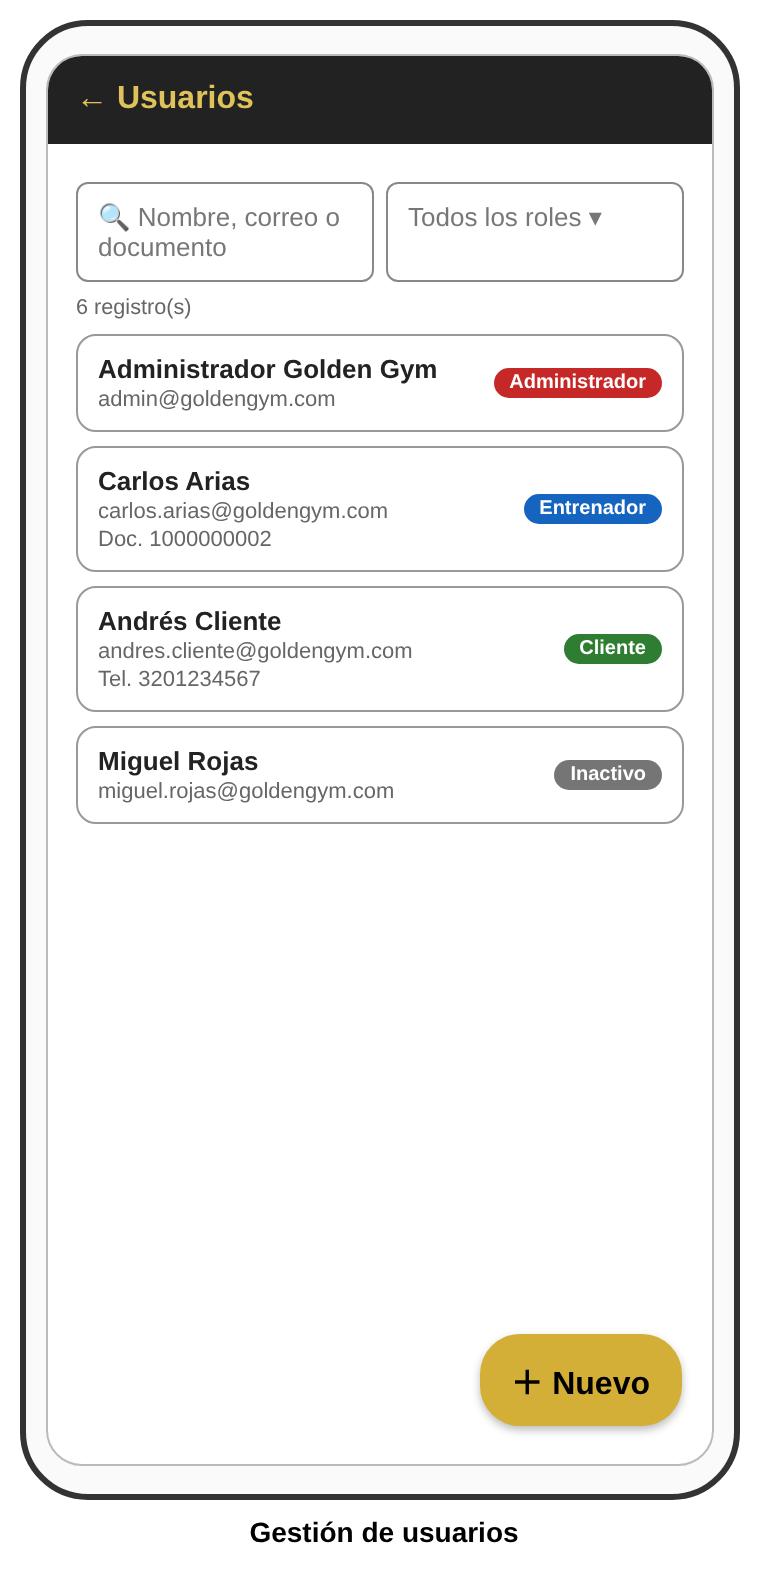 ← Usuarios
🔍 Nombre, correo o
documento
Todos los roles ▾
6 registro(s)
Administrador Golden Gym
admin@goldengym.com
Administrador
Carlos Arias
carlos.arias@goldengym.com
Doc. 1000000002
Entrenador
Andrés Cliente
andres.cliente@goldengym.com
Tel. 3201234567
Cliente
Miguel Rojas
miguel.rojas@goldengym.com
Inactivo
+ Nuevo
Gestión de usuarios